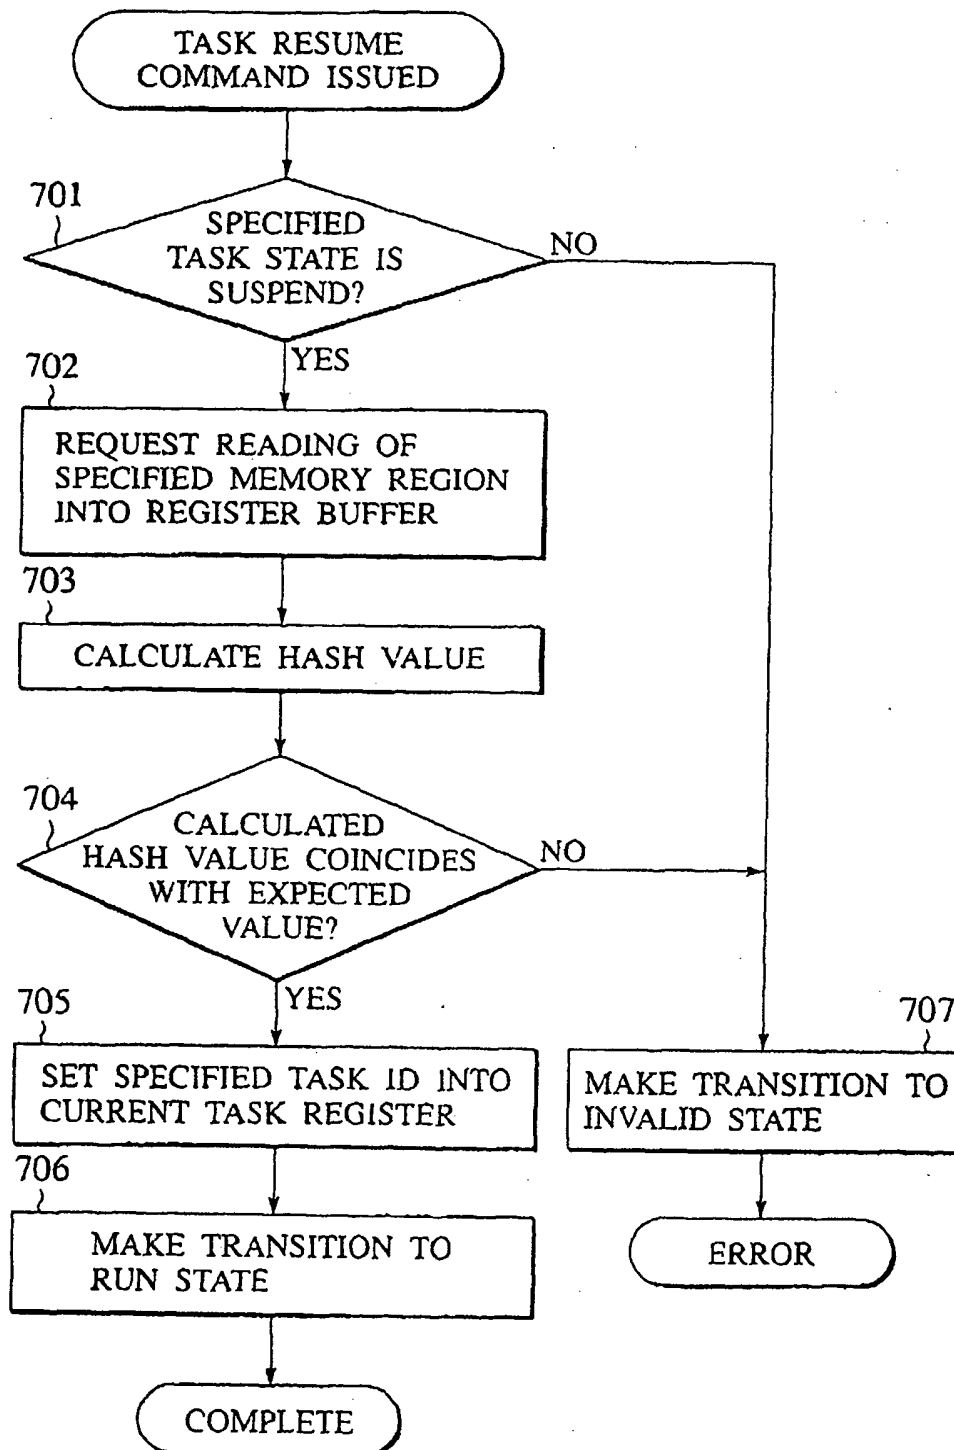 TASK RESUME
COMMAND ISSUED
701
SPECIFIED
TASK STATE IS
SUSPEND?
NO
YES
702
REQUEST READING OF
SPECIFIED MEMORY REGION
INTO REGISTER BUFFER
703
CALCULATE HASH VALUE
704
CALCULATED
HASH VALUE COINCIDES
WITH EXPECTED
VALUE?
NO
YES
705
SET SPECIFIED TASK ID INTO
CURRENT TASK REGISTER
707
MAKE TRANSITION TO
INVALID STATE
706
MAKE TRANSITION TO
RUN STATE
ERROR
COMPLETE